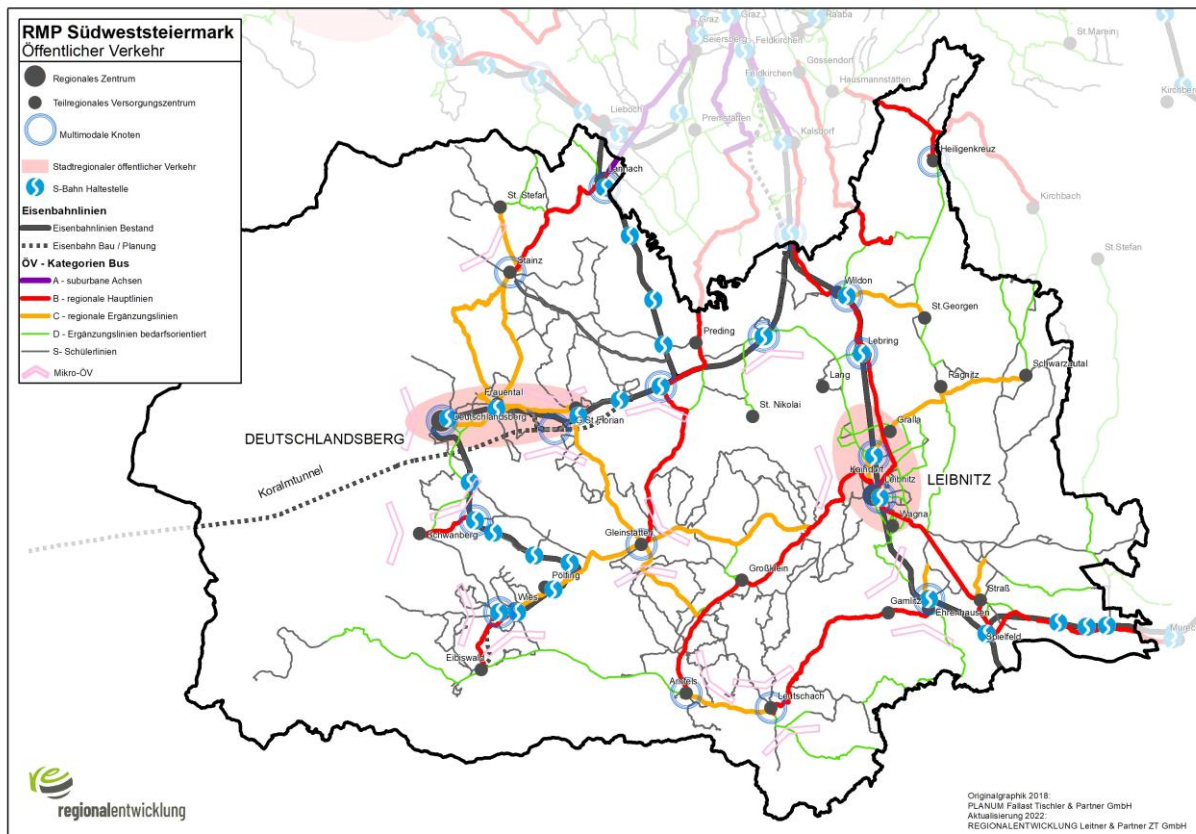 RMP Südweststeiermark
Öffentlicher Verkehr
Regionales Zentrum
Teilregionales Versorgungszentrum
Multimodale Knoten
Stadtregionaler öffentlicher Verkehr
S-Bahn Haltestelle
Eisenbahnlinien
Eisenbahnlinien Bestand
Eisenbahn Bau / Planung
ÖV - Kategorien Bus
A - suburbane Achsen
B - regionale Hauptlinien
C - regionale Ergänzungslinien
D - Ergänzungslinien bedarfsorientiert
S- Schülerlinien
Mikro-ÖV
Graz
Graz
Raaba
Seiersberg
Feldkirchen
Feldkirchen
Gössendorf
Hausmannstätten
St.Marein
Kirchberg
Lieboch
Premstätten
Kalsdorf
Heiligenkreuz
Lannach
St. Stefan
Kirchbach
St.Stefan
Stainz
Wildon
St.Georgen
Preding
Lebring
Lang
Ragnitz
Schwarzautal
St. Nikolai
Frauental
Deutschlandsberg
G.St.Florian
DEUTSCHLANDSBERG
Gralla
Kaindorf
Leibnitz
LEIBNITZ
Koralmtunnel
Wagna
Schwanberg
Gleinstätten
Großklein
Pölfing
Wies
Gamlitz
Straß
Ehrenhausen
Spielfeld
Mureck
Eibiswald
Arnfels
Leutschach
re
regionalentwicklung
Originalgraphik 2018:
PLANUM Fallast Tischler & Partner GmbH
Aktualisierung 2022:
REGIONALENTWICKLUNG Leitner & Partner ZT GmbH